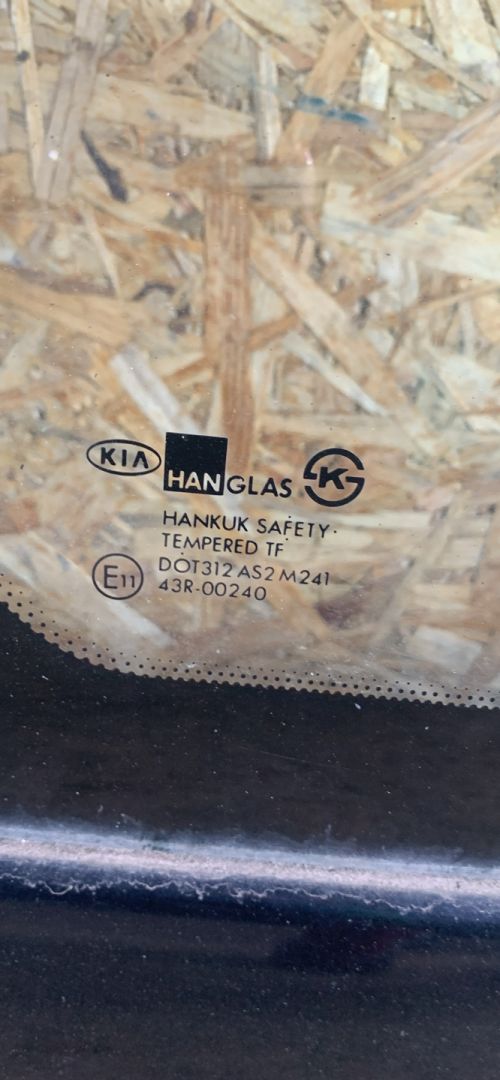 KIA HANGLAS K
HANKUK SAFETY
TEMPERED TF
E11 DOT312 AS2 M241
43R-00240